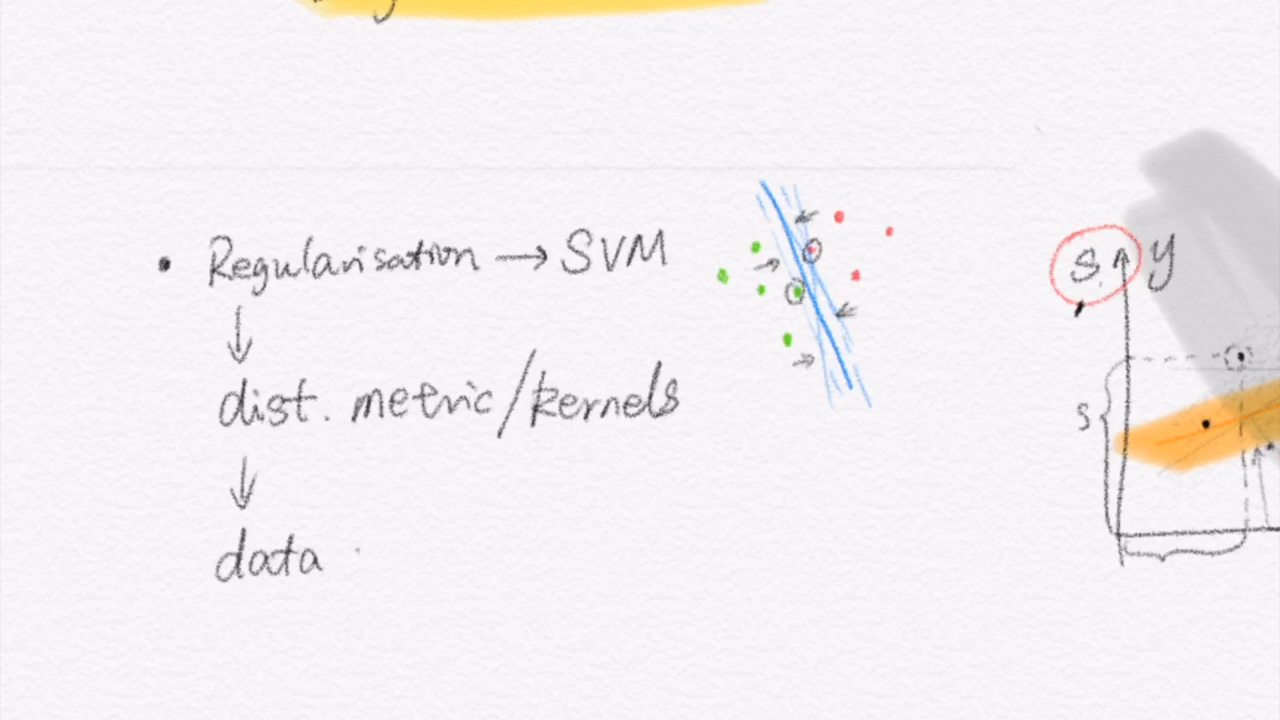 • Regularisation → SVM
↓
dist. metric/kernels
↓
data
S. y
s